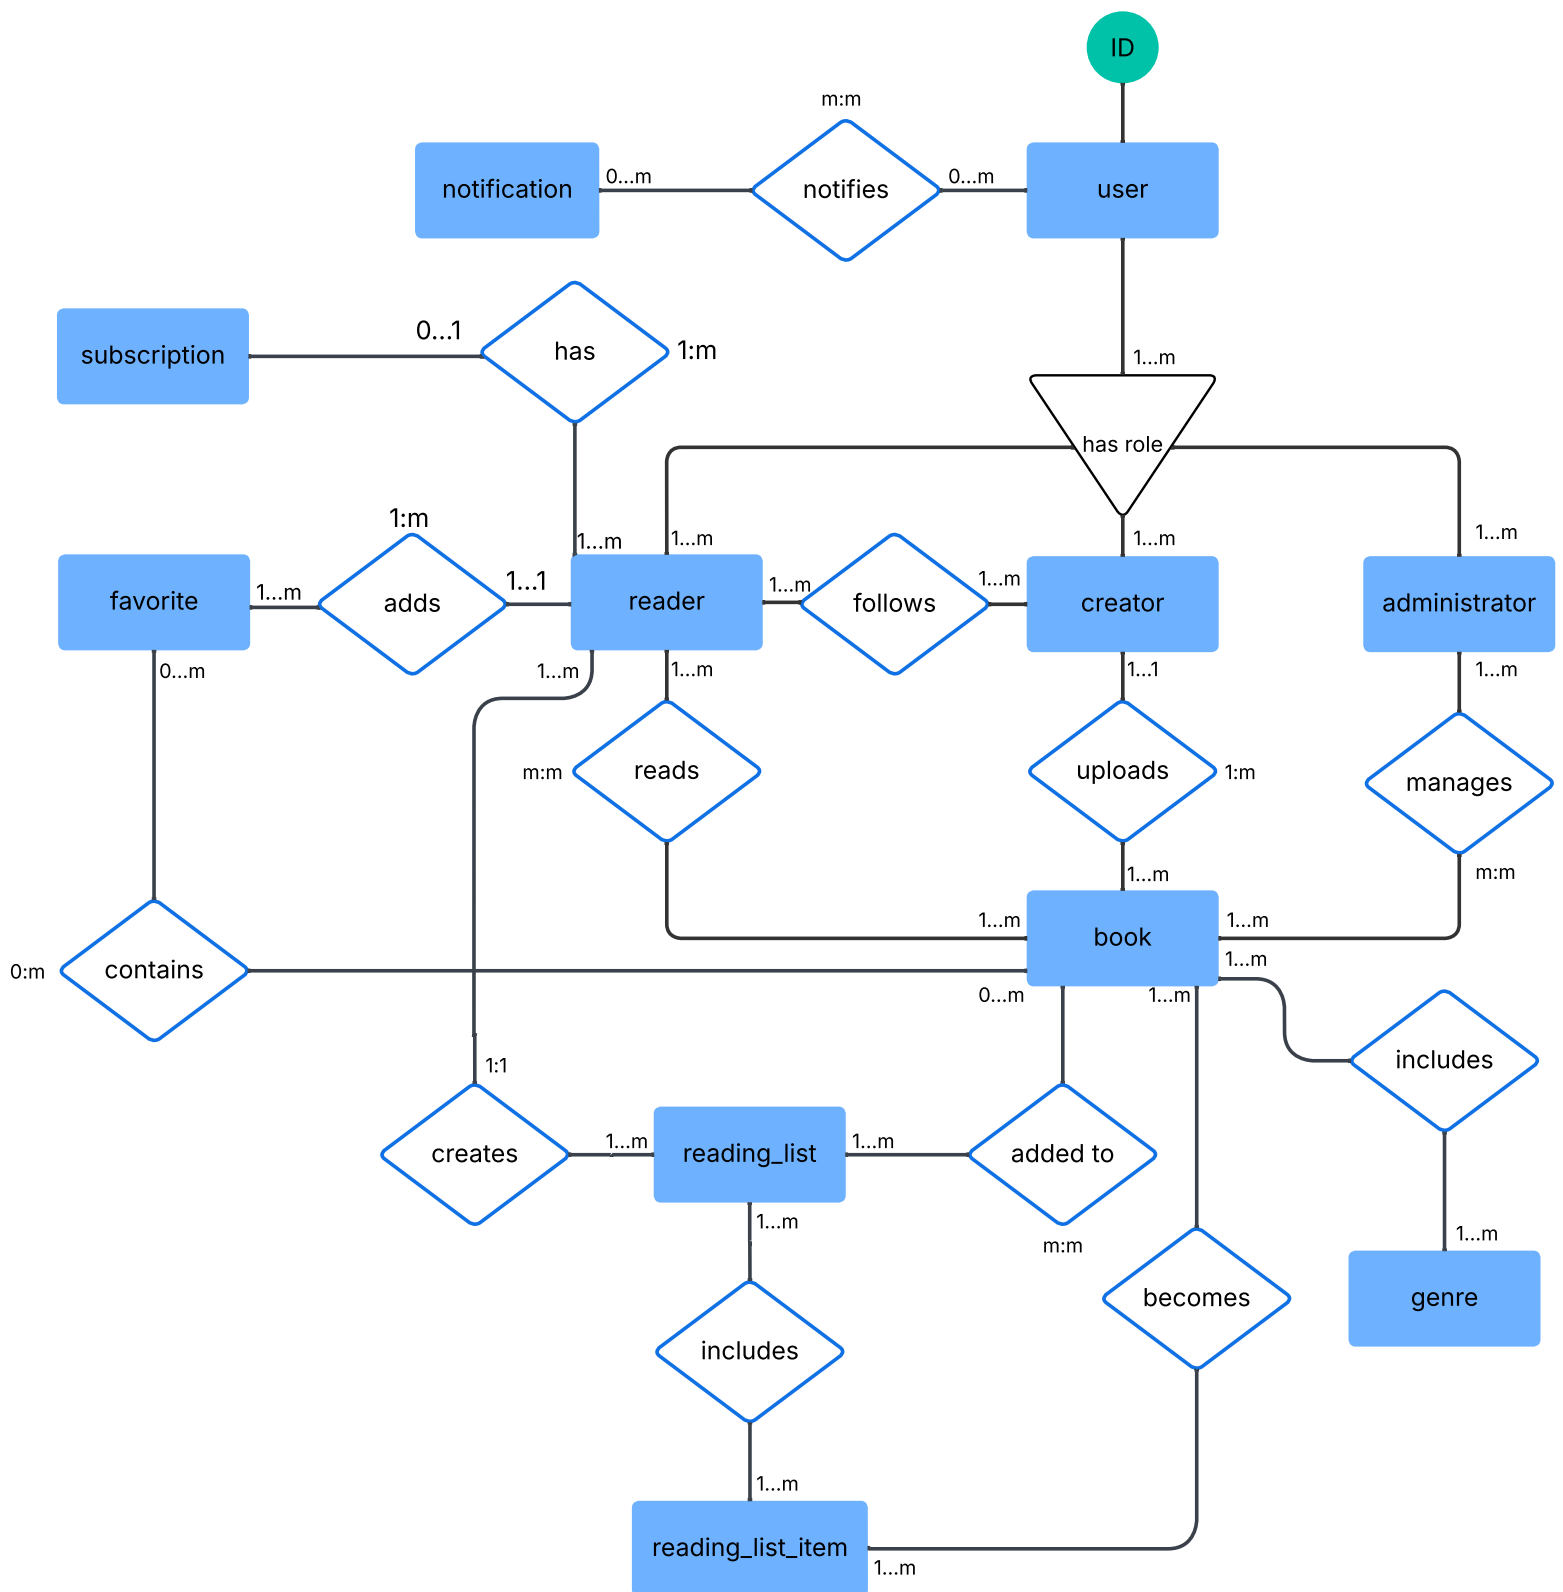 ID
m:m
notification
0...m
notifies
0...m
user
subscription
0...1
has
1:m
1...m
has role
1:m
1...m
1...m
1...m
1...m
favorite
1...m
adds
1...1
reader
1...m
follows
1...m
creator
administrator
0...m
1...m
1...m
1...1
1...m
m:m
reads
uploads
1:m
manages
1...m
m:m
1...m
book
1...m
0:m
contains
1...m
0...m
1...m
includes
1:1
creates
1...m
reading_list
1...m
added to
1...m
m:m
1...m
becomes
genre
includes
1...m
reading_list_item
1...m